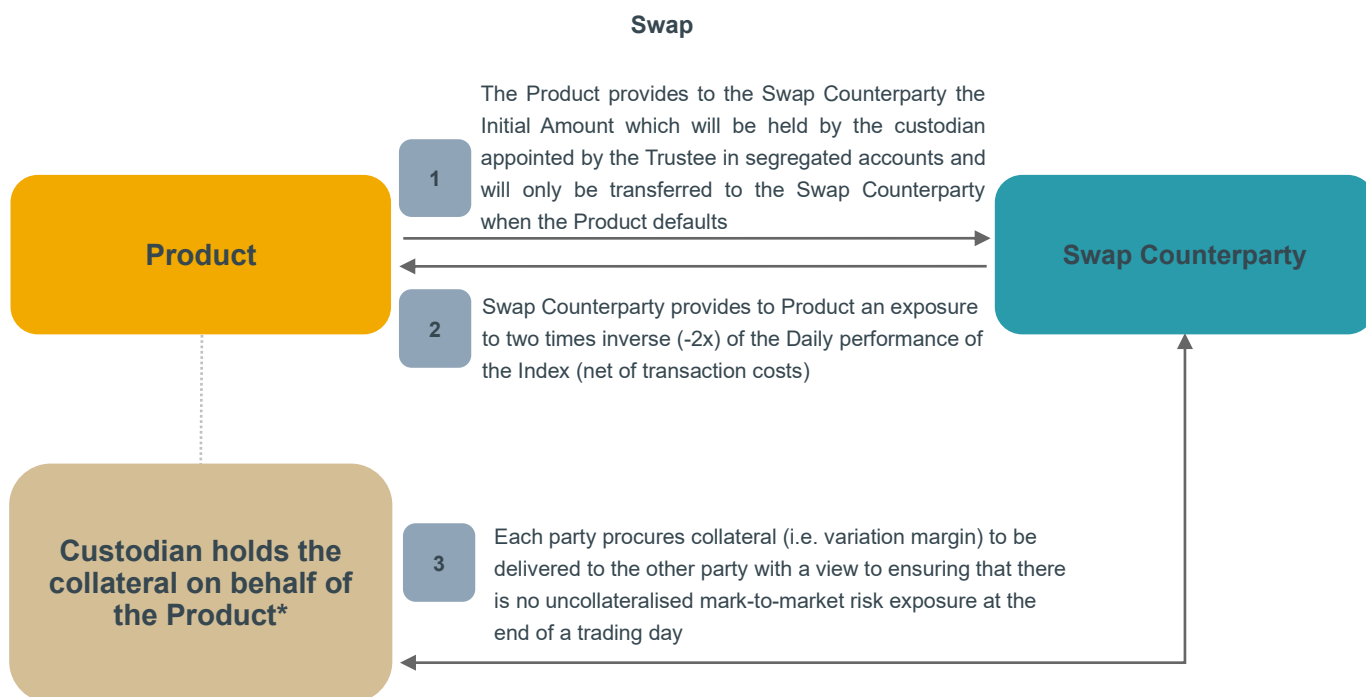 Swap
The Product provides to the Swap Counterparty the
Initial Amount which will be held by the custodian
appointed by the Trustee in segregated accounts and
will only be transferred to the Swap Counterparty
when the Product defaults
1
Product
Swap Counterparty
2
Swap Counterparty provides to Product an exposure
to two times inverse (-2x) of the Daily performance of
the Index (net of transaction costs)
Custodian holds the
collateral on behalf of
the Product*
3
Each party procures collateral (i.e. variation margin) to be
delivered to the other party with a view to ensuring that there
is no uncollateralised mark-to-market risk exposure at the
end of a trading day